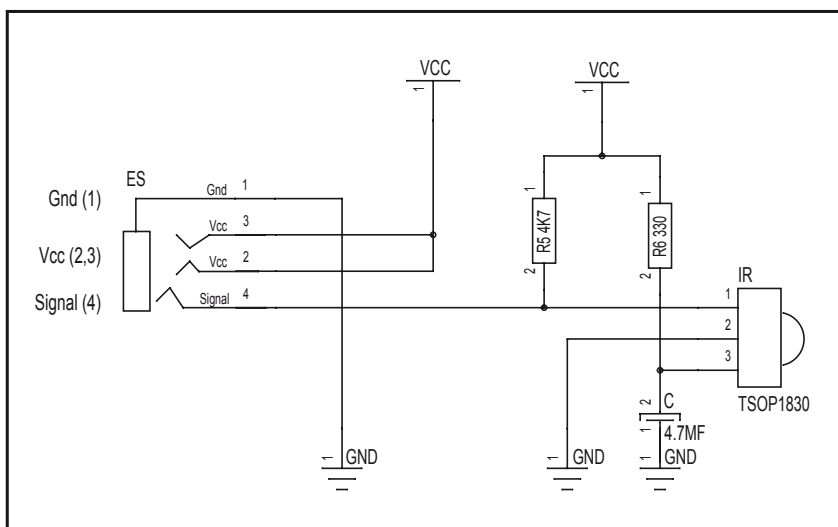 VCC
1
VCC
1
ES
Gnd (1)
Gnd 1
Vcc 3
Vcc (2,3)
Vcc 2
Signal (4)
Signal 4
1
R5 4K7
2
1
R6 330
2
IR
1
2
3
TSOP1830
2
C
1
4.7MF
1
GND
1
GND
1
GND